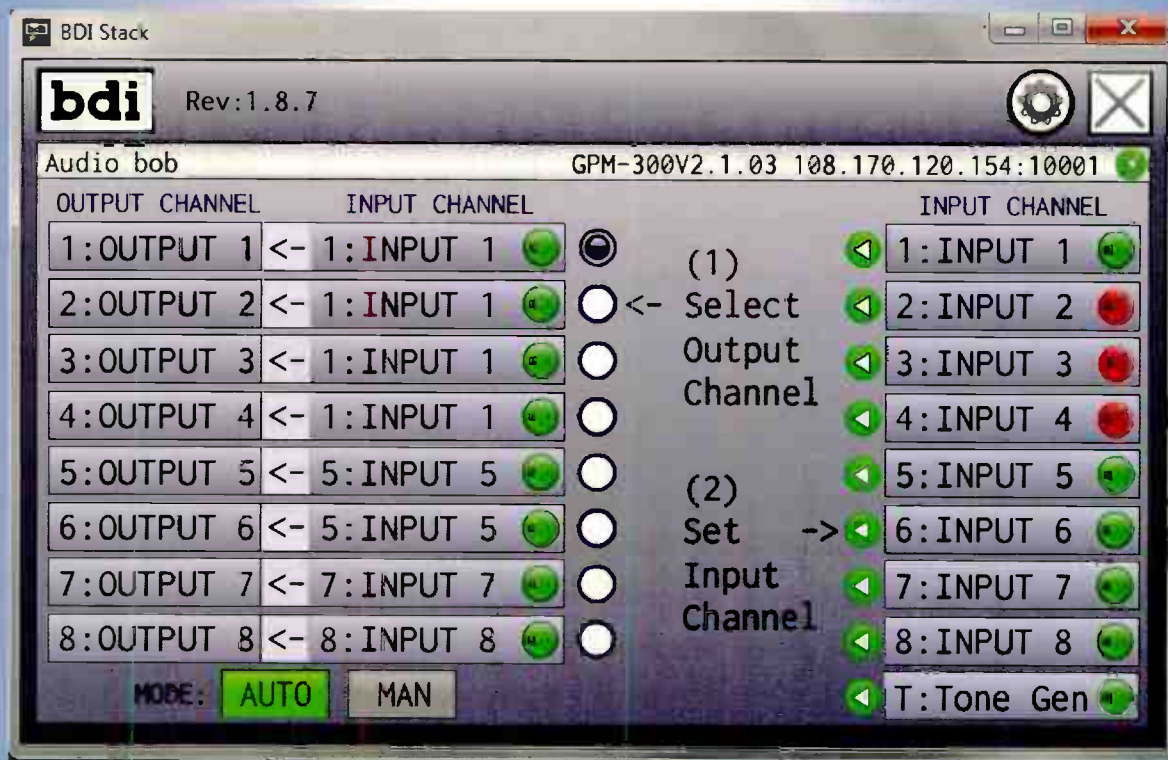 BDI Stack
bdi Rev:1.8.7
Audio bob GPM-300V2.1.03 108.170.120.154:10001
OUTPUT CHANNEL INPUT CHANNEL INPUT CHANNEL
1:OUTPUT 1 <- 1:INPUT 1
2:OUTPUT 2 <- 1:INPUT 1
3:OUTPUT 3 <- 1:INPUT 1
4:OUTPUT 4 <- 1:INPUT 1
5:OUTPUT 5 <- 5:INPUT 5
6:OUTPUT 6 <- 5:INPUT 5
7:OUTPUT 7 <- 7:INPUT 7
8:OUTPUT 8 <- 8:INPUT 8
MODE: AUTO MAN
(1)
<- Select
Output
Channel
(2)
Set ->
Input
Channel
1:INPUT 1
2:INPUT 2
3:INPUT 3
4:INPUT 4
5:INPUT 5
6:INPUT 6
7:INPUT 7
8:INPUT 8
T:Tone Gen